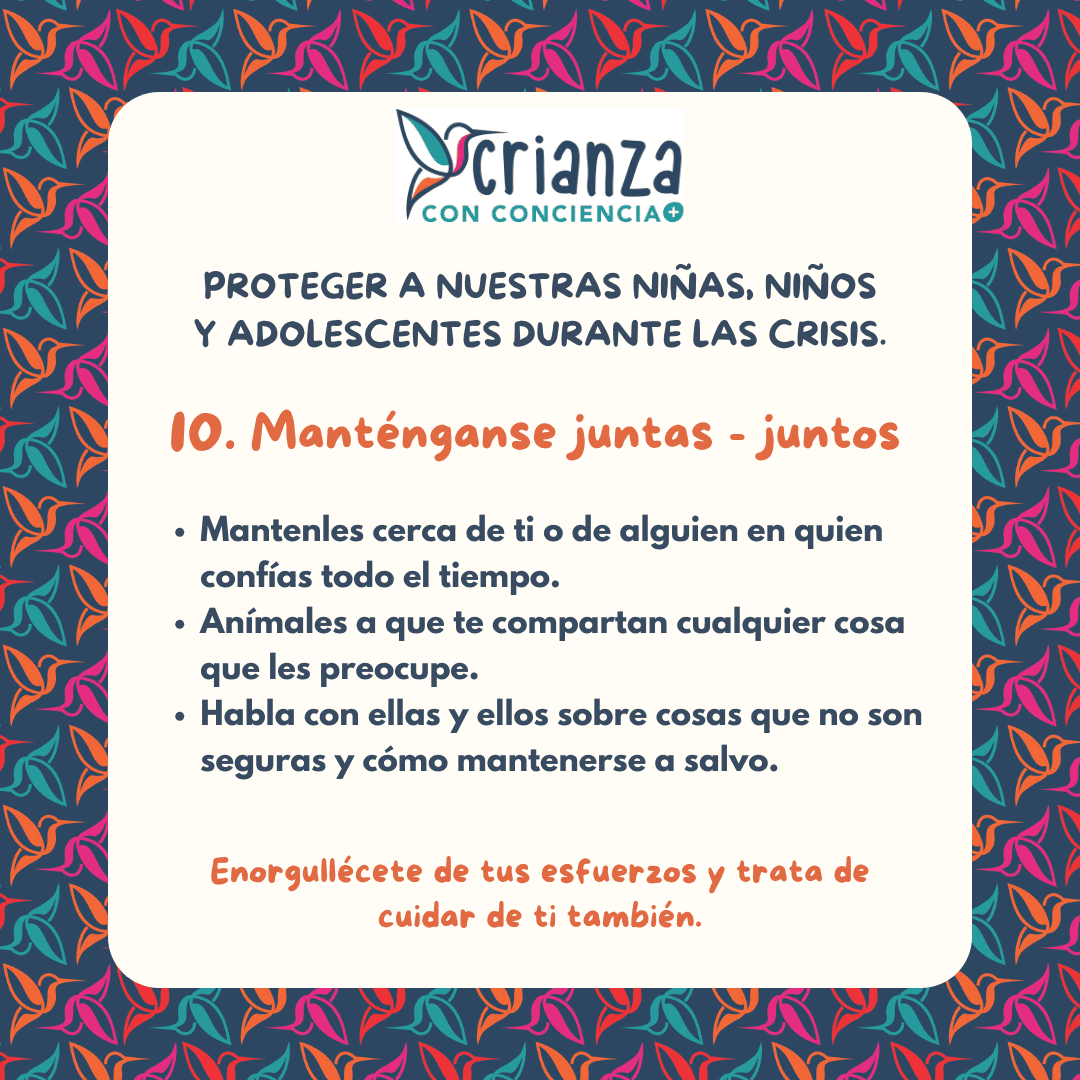 crianza
CON CONCIENCIA+
PROTEGER A NUESTRAS NIÑAS, NIÑOS
Y ADOLESCENTES DURANTE LAS CRISIS.
10. Manténganse juntas - juntos
• Mantenles cerca de ti o de alguien en quien
confías todo el tiempo.
• Anímales a que te compartan cualquier cosa
que les preocupe.
• Habla con ellas y ellos sobre cosas que no son
seguras y cómo mantenerse a salvo.
Enorgullécete de tus esfuerzos y trata de
cuidar de ti también.